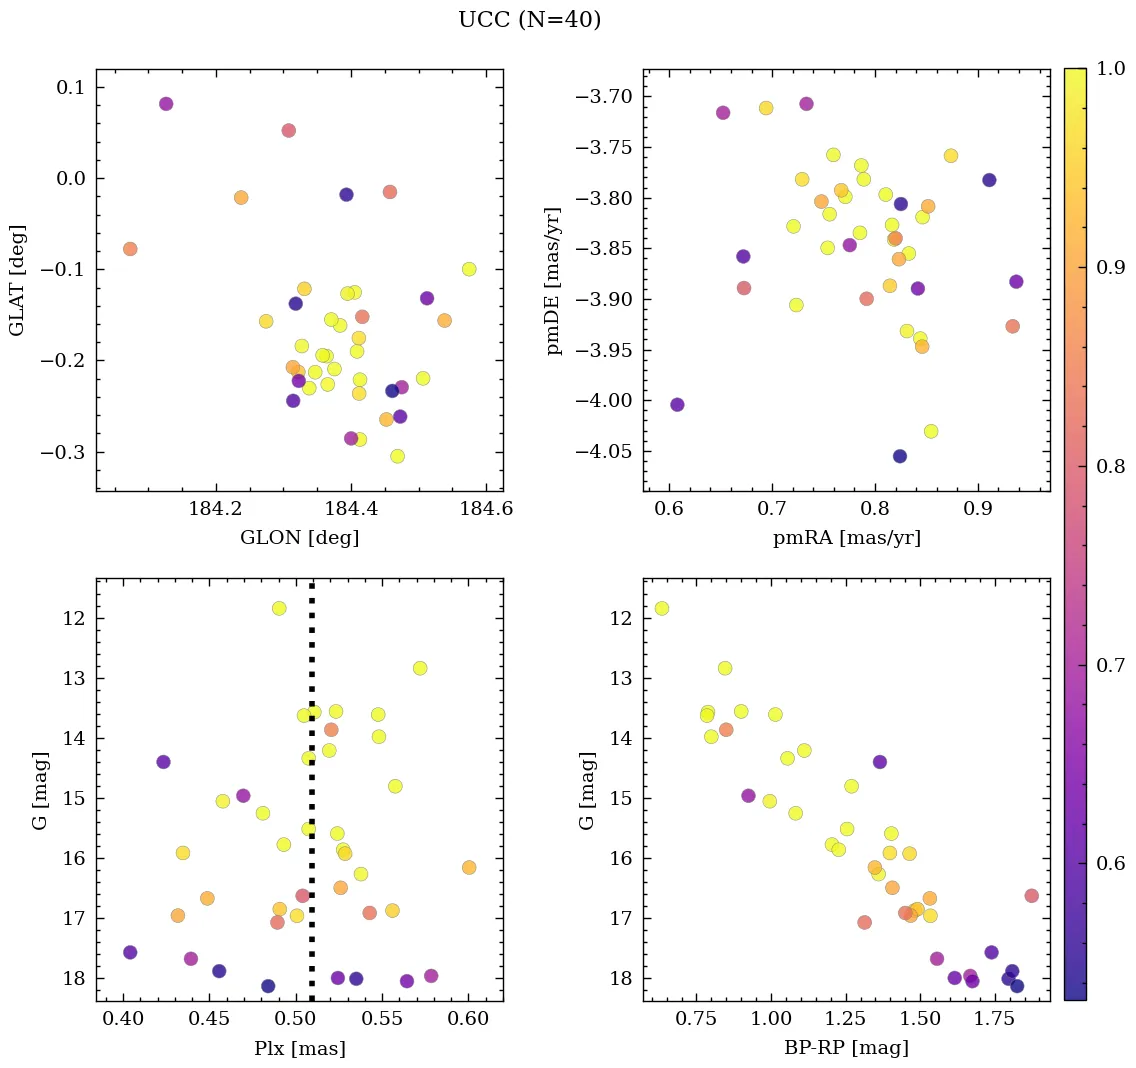 UCC (N=40)
0.1
0.0
−0.1
−0.2
−0.3
GLAT [deg]
184.2 184.4 184.6
GLON [deg]
−3.70
−3.75
−3.80
−3.85
−3.90
−3.95
−4.00
−4.05
pmDE [mas/yr]
0.6 0.7 0.8 0.9
pmRA [mas/yr]
1.0
0.9
0.8
0.7
0.6
12
13
14
15
16
17
18
G [mag]
0.40 0.45 0.50 0.55 0.60
Plx [mas]
12
13
14
15
16
17
18
G [mag]
0.75 1.00 1.25 1.50 1.75
BP-RP [mag]